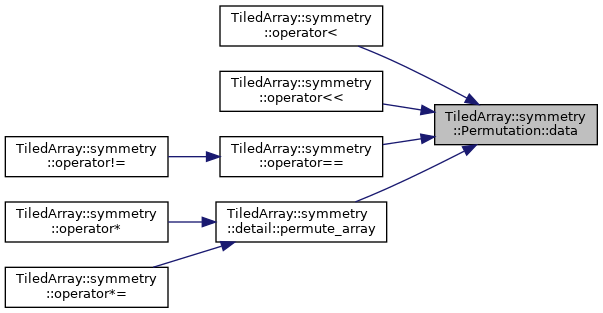 TiledArray::symmetry
::operator<
TiledArray::symmetry
::operator<<
TiledArray::symmetry
::Permutation::data
TiledArray::symmetry
::operator!=
TiledArray::symmetry
::operator==
TiledArray::symmetry
::operator*
TiledArray::symmetry
::detail::permute_array
TiledArray::symmetry
::operator*=